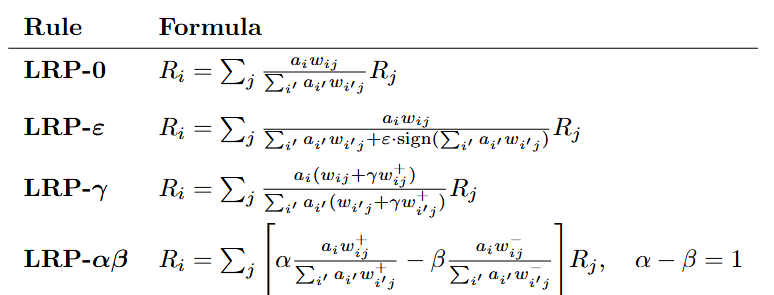 Rule Formula
LRP-0 $R_i = \sum_j \frac{a_i w_{ij}}{\sum_{i'} a_{i'} w_{i'j}} R_j$
LRP-ε $R_i = \sum_j \frac{a_i w_{ij}}{\sum_{i'} a_{i'} w_{i'j} + \varepsilon \cdot \text{sign}(\sum_{i'} a_{i'} w_{i'j})} R_j$
LRP-γ $R_i = \sum_j \frac{a_i (w_{ij} + \gamma w_{ij}^+)}{\sum_{i'} a_{i'} (w_{i'j} + \gamma w_{i'j}^+)} R_j$
LRP-αβ $R_i = \sum_j \left[ \alpha \frac{a_i w_{ij}^+}{\sum_{i'} a_{i'} w_{i'j}^+} - \beta \frac{a_i w_{ij}^-}{\sum_{i'} a_{i'} w_{i'j}^-} \right] R_j, \quad \alpha - \beta = 1$